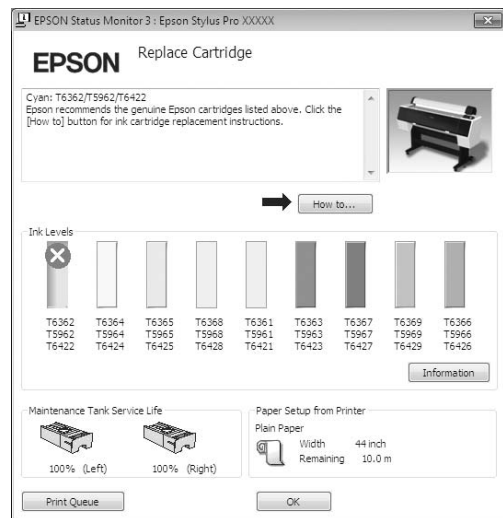 EPSON Status Monitor 3 : Epson Stylus Pro XXXXX
EPSON
Replace Cartridge
Cyan: T6362/T5962/T6422
Epson recommends the genuine Epson cartridges listed above. Click the
[How to] button for ink cartridge replacement instructions.
How to...
Ink Levels
T6362 T6364 T6365 T6368 T6361 T6363 T6367 T6369 T6366
T5962 T5964 T5965 T5968 T5961 T5963 T5967 T5969 T5966
T6422 T6424 T6425 T6428 T6421 T6423 T6427 T6429 T6426
Information
Maintenance Tank Service Life
100% (Left) 100% (Right)
Paper Setup from Printer
Plain Paper
Width 44 inch
Remaining 10.0 m
Print Queue
OK